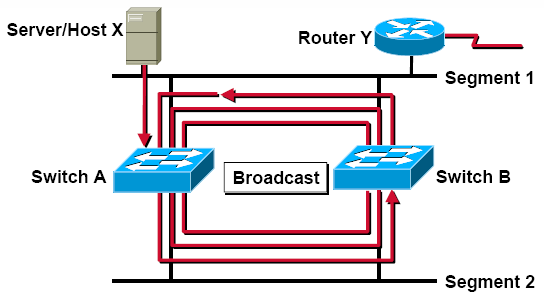 Server/Host X
Router Y
Segment 1
Switch A
Broadcast
Switch B
Segment 2